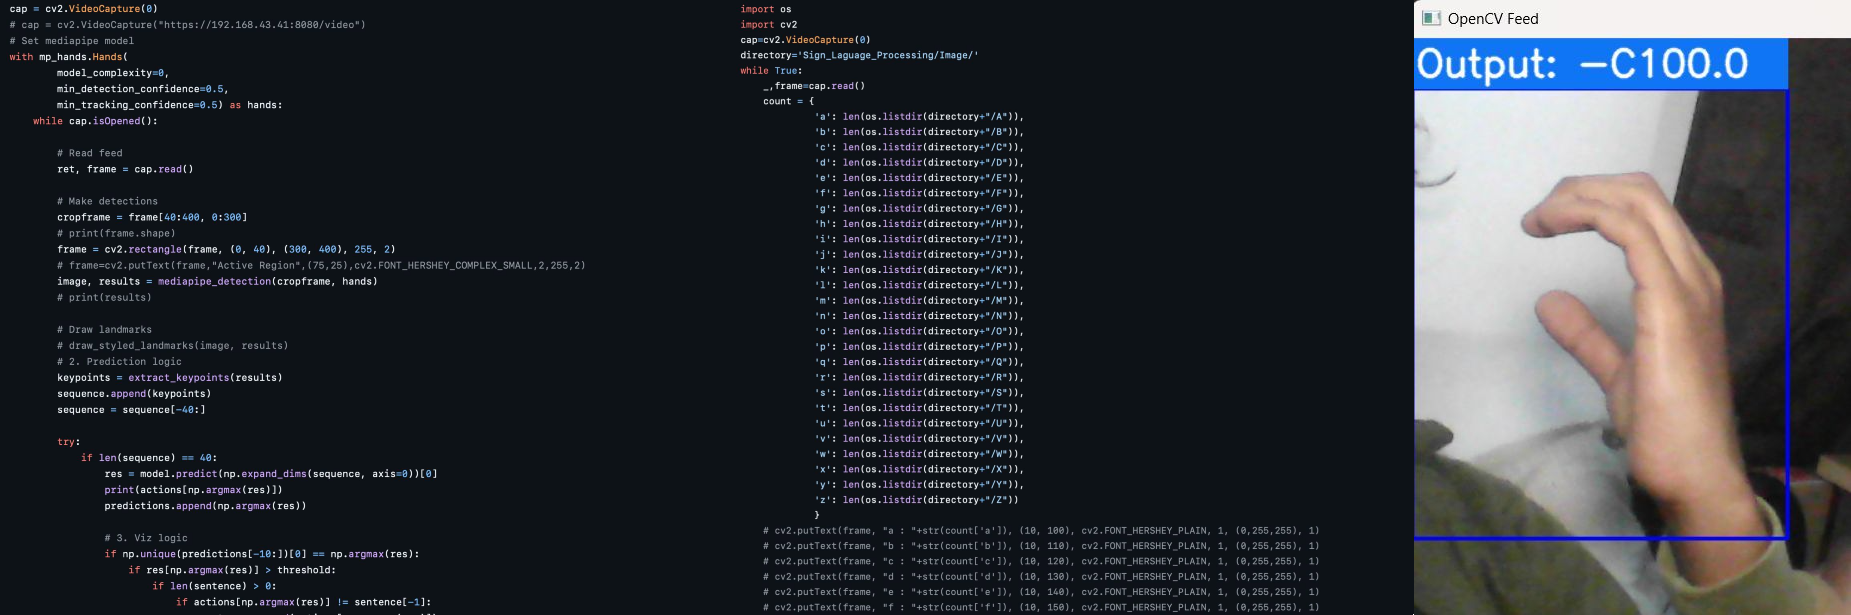 cap = cv2.VideoCapture(0)
# cap = cv2.VideoCapture("https://192.168.43.41:8080/video")
# Set mediapipe model
with mp_hands.Hands(
model_complexity=0,
min_detection_confidence=0.5,
min_tracking_confidence=0.5) as hands:
while cap.isOpened():
# Read feed
ret, frame = cap.read()
# Make detections
cropframe = frame[40:400, 0:300]
# print(frame.shape)
frame = cv2.rectangle(frame, (0, 40), (300, 400), 255, 2)
# frame=cv2.putText(frame,"Active Region",(75,25),cv2.FONT_HERSHEY_COMPLEX_SMALL,2,255,2)
image, results = mediapipe_detection(cropframe, hands)
# print(results)
# Draw landmarks
# draw_styled_landmarks(image, results)
# 2. Prediction logic
keypoints = extract_keypoints(results)
sequence.append(keypoints)
sequence = sequence[-40:]
try:
if len(sequence) == 40:
res = model.predict(np.expand_dims(sequence, axis=0))[0]
print(actions[np.argmax(res)])
predictions.append(np.argmax(res))
# 3. Viz logic
if np.unique(predictions[-10:])[0] == np.argmax(res):
if res[np.argmax(res)] > threshold:
if len(sentence) > 0:
if actions[np.argmax(res)] != sentence[-1]:
import os
import cv2
cap=cv2.VideoCapture(0)
directory='Sign_Laguage_Processing/Image/'
while True:
_,frame=cap.read()
count = {
'a': len(os.listdir(directory+"/A")),
'b': len(os.listdir(directory+"/B")),
'c': len(os.listdir(directory+"/C")),
'd': len(os.listdir(directory+"/D")),
'e': len(os.listdir(directory+"/E")),
'f': len(os.listdir(directory+"/F")),
'g': len(os.listdir(directory+"/G")),
'h': len(os.listdir(directory+"/H")),
'i': len(os.listdir(directory+"/I")),
'j': len(os.listdir(directory+"/J")),
'k': len(os.listdir(directory+"/K")),
'l': len(os.listdir(directory+"/L")),
'm': len(os.listdir(directory+"/M")),
'n': len(os.listdir(directory+"/N")),
'o': len(os.listdir(directory+"/O")),
'p': len(os.listdir(directory+"/P")),
'q': len(os.listdir(directory+"/Q")),
'r': len(os.listdir(directory+"/R")),
's': len(os.listdir(directory+"/S")),
't': len(os.listdir(directory+"/T")),
'u': len(os.listdir(directory+"/U")),
'v': len(os.listdir(directory+"/V")),
'w': len(os.listdir(directory+"/W")),
'x': len(os.listdir(directory+"/X")),
'y': len(os.listdir(directory+"/Y")),
'z': len(os.listdir(directory+"/Z"))
}
# cv2.putText(frame, "a : "+str(count['a']), (10, 100), cv2.FONT_HERSHEY_PLAIN, 1, (0,255,255), 1)
# cv2.putText(frame, "b : "+str(count['b']), (10, 110), cv2.FONT_HERSHEY_PLAIN, 1, (0,255,255), 1)
# cv2.putText(frame, "c : "+str(count['c']), (10, 120), cv2.FONT_HERSHEY_PLAIN, 1, (0,255,255), 1)
# cv2.putText(frame, "d : "+str(count['d']), (10, 130), cv2.FONT_HERSHEY_PLAIN, 1, (0,255,255), 1)
# cv2.putText(frame, "e : "+str(count['e']), (10, 140), cv2.FONT_HERSHEY_PLAIN, 1, (0,255,255), 1)
# cv2.putText(frame, "f : "+str(count['f']), (10, 150), cv2.FONT_HERSHEY_PLAIN, 1, (0,255,255), 1)
OpenCV Feed
Output: -C100.0